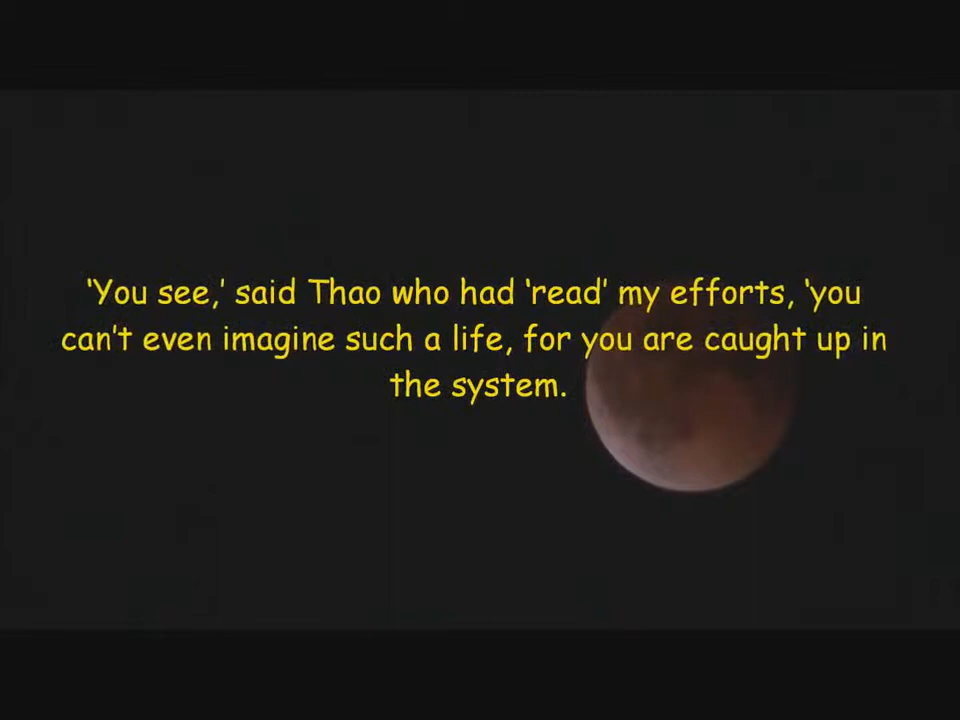 ‘You see,’ said Thao who had ‘read’ my efforts, ‘you
can't even imagine such a life, for you are caught up in
the system.